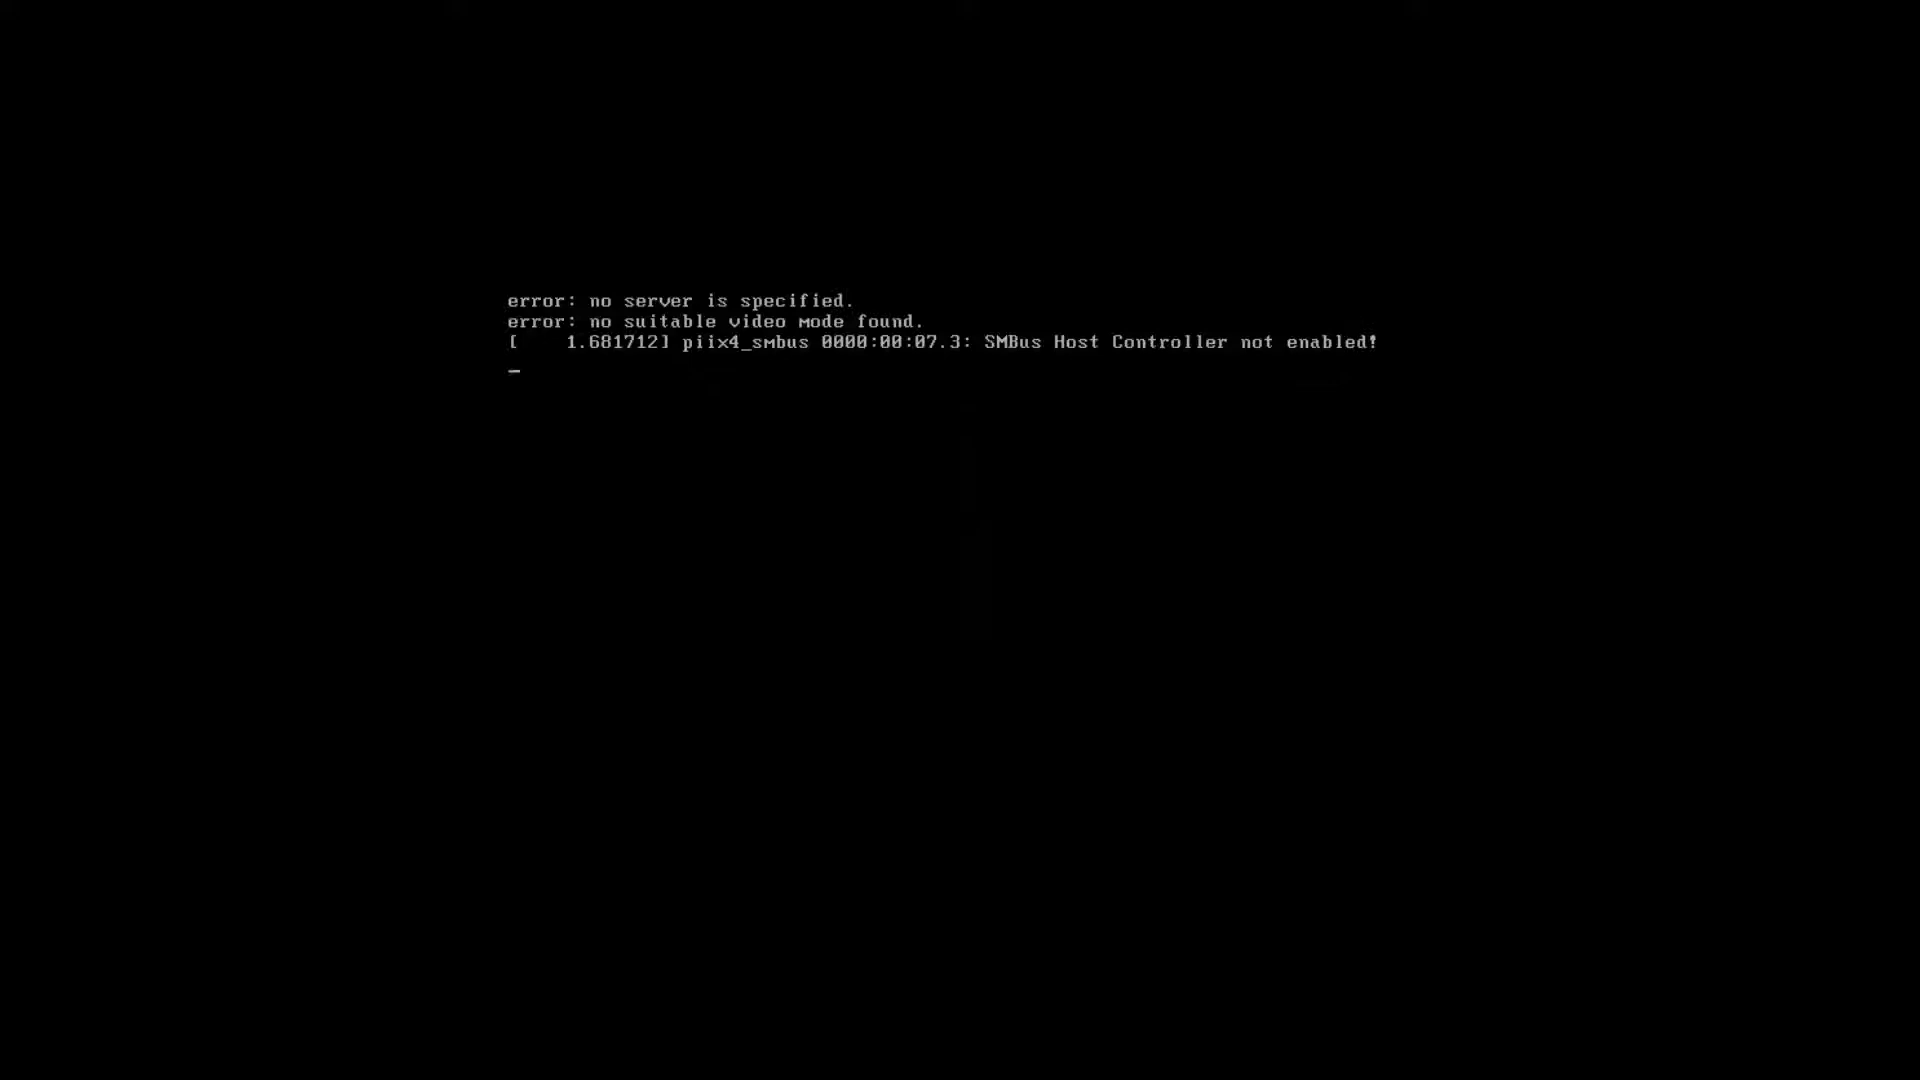 error: no server is specified.
error: no suitable video mode found.
[    1.681712] piix4_smbus 0000:00:07.3: SMBus Host Controller not enabled!
_